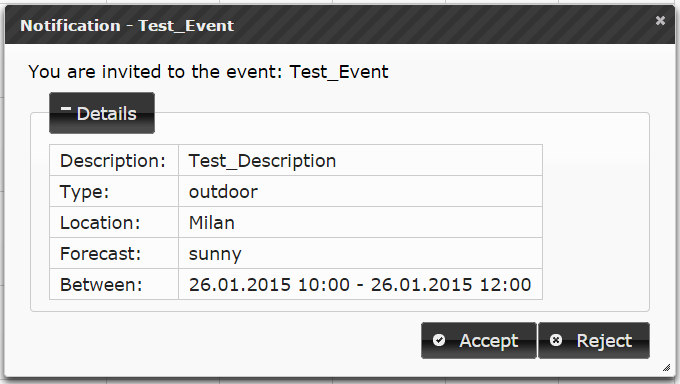 Notification - Test_Event
You are invited to the event: Test_Event
Details
Description: Test_Description
Type: outdoor
Location: Milan
Forecast: sunny
Between: 26.01.2015 10:00 - 26.01.2015 12:00
Accept Reject